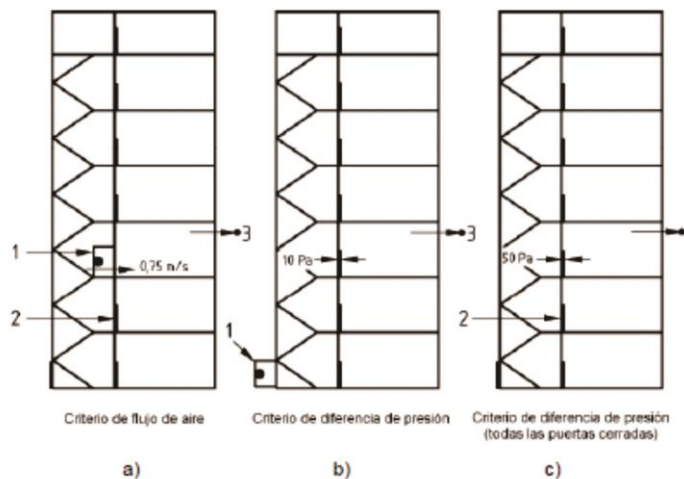 3
3
1
10 Pa
50 Pa
0,75 m/s
2
2
1
Criterio de flujo de aire
Criterio de diferencia de presión
Criterio de diferencia de presión
(todas las puertas cerradas)
a)
b)
c)